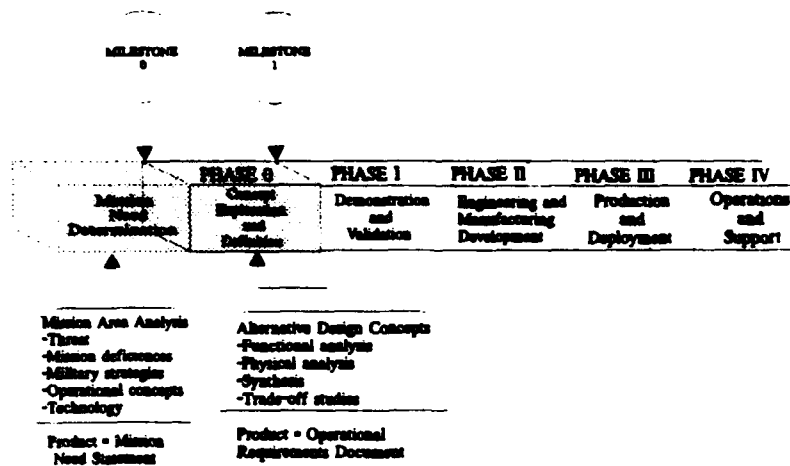 MILESTONE
0
MILESTONE
1
PHASE 0
PHASE I
PHASE II
PHASE III
PHASE IV
Mission
Need
Determination
Concept
Exploration
and
Definition
Demonstration
and
Validation
Engineering and
Manufacturing
Development
Production
and
Deployment
Operations
and
Support
Mission Area Analysis
-Threat
-Mission deficiences
-Military strategies
-Operational concepts
-Technology
Product = Mission
Need Statement
Alternative Design Concepts
-Functional analysis
-Physical analysis
-Synthesis
-Trade-off studies
Product = Operational
Requirements Document